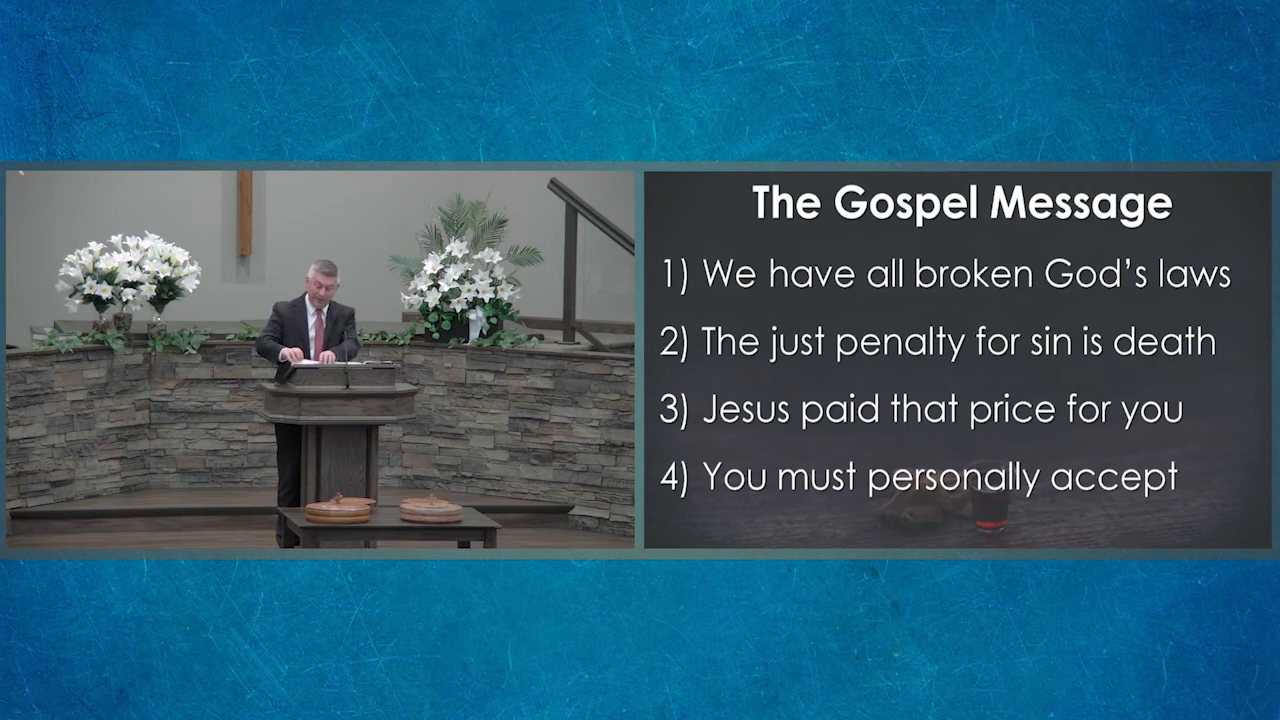 The Gospel Message
1) We have all broken God's laws
2) The just penalty for sin is death
3) Jesus paid that price for you
4) You must personally accept